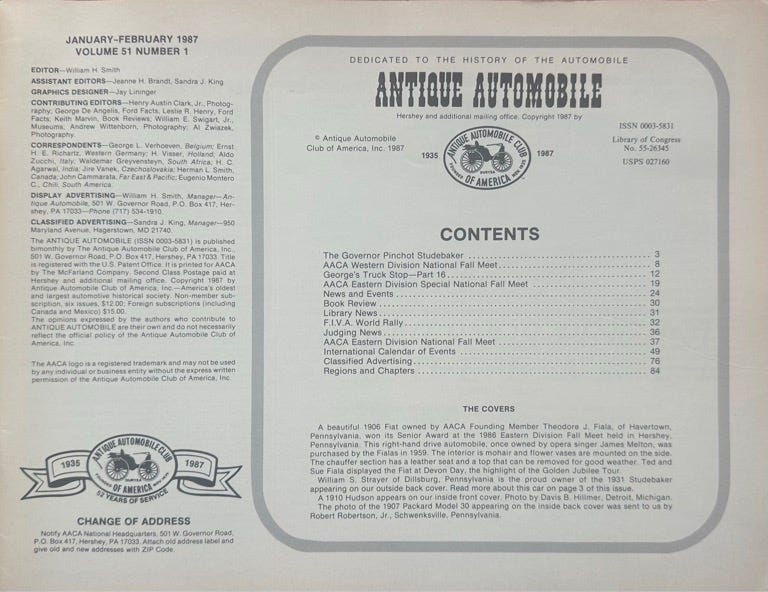 JANUARY–FEBRUARY 1987
VOLUME 51 NUMBER 1
EDITOR—William H. Smith
ASSISTANT EDITORS—Jeanne H. Brandt, Sandra J. King
GRAPHICS DESIGNER—Jay Lininger
CONTRIBUTING EDITORS—Henry Austin Clark, Jr., Photog-
raphy; George De Angelis, Ford Facts; Leslie R. Henry, Ford
Facts; Keith Marvin, Book Reviews; William E. Swigart, Jr.,
Museums; Andrew Wittenborn, Photography; Al Zwiazek,
Photography.
CORRESPONDENTS—George L. Verhoeven, Belgium; Ernst
H. E. Richartz, Western Germany; H. Visser, Holland; Aldo
Zucchi, Italy; Waldemar Greyvensteyn, South Africa; H. C.
Agarwal, India; Jire Vanek, Czechoslovakia; Herman L. Smith,
Canada; John Cammarata, Far East & Pacific; Eugenio Montero
C., Chili, South America.
DISPLAY ADVERTISING—William H. Smith, Manager—An-
tique Automobile, 501 W. Governor Road, P.O. Box 417, Her-
shey, PA 17033—Phone (717) 534-1910.
CLASSIFIED ADVERTISING—Sandra J. King, Manager—950
Maryland Avenue, Hagerstown, MD 21740.
The ANTIQUE AUTOMOBILE (ISSN 0003-5831) is published
bimonthly by The Antique Automobile Club of America, Inc.,
501 W. Governor Road, P.O. Box 417, Hershey, PA 17033. Title
is registered with the U.S. Patent Office. It is printed for AACA
by The McFarland Company. Second Class Postage paid at
Hershey and additional mailing office. Copyright 1987 by
Antique Automobile Club of America, Inc.—America's oldest
and largest automotive historical society. Non-member sub-
scription, six issues, $12.00; Foreign subscriptions (including
Canada and Mexico) $15.00.
The opinions expressed by the authors who contribute to
ANTIQUE AUTOMOBILE are their own and do not necessarily
reflect the official policy of the Antique Automobile Club of
America, Inc.
The AACA logo is a registered trademark and may not be used
by any individual or business entity without the express written
permission of the Antique Automobile Club of America, Inc.
ANTIQUE AUTOMOBILE CLUB
1935 1987
OF AMERICA
52 YEARS OF SERVICE
CHANGE OF ADDRESS
Notify AACA National Headquarters, 501 W. Governor Road,
P.O. Box 417, Hershey, PA 17033. Attach old address label and
give old and new addresses with ZIP Code.
DEDICATED TO THE HISTORY OF THE AUTOMOBILE
ANTIQUE AUTOMOBILE
Hershey and additional mailing office. Copyright 1987 by
© Antique Automobile
Club of America, Inc. 1987
1935 1987
ANTIQUE AUTOMOBILE CLUB
OF AMERICA
ISSN 0003-5831
Library of Congress
No. 55-26345
USPS 027160
CONTENTS
The Governor Pinchot Studebaker 3
AACA Western Division National Fall Meet 8
George's Truck Stop—Part 16 12
AACA Eastern Division Special National Fall Meet 19
News and Events 24
Book Review 30
Library News 31
F.I.V.A. World Rally 32
Judging News 36
AACA Eastern Division National Fall Meet 37
International Calendar of Events 49
Classified Advertising 76
Regions and Chapters 84
THE COVERS
A beautiful 1906 Fiat owned by AACA Founding Member Theodore J. Fiala, of Havertown,
Pennsylvania, won its Senior Award at the 1986 Eastern Division Fall Meet held in Hershey,
Pennsylvania. This right-hand drive automobile, once owned by opera singer James Melton, was
purchased by the Fialas in 1959. The interior is mohair and flower vases are mounted on the side.
The chauffer section has a leather seat and a top that can be removed for good weather. Ted and
Sue Fiala displayed the Fiat at Devon Day, the highlight of the Golden Jubilee Tour.
William S. Strayer of Dillsburg, Pennsylvania is the proud owner of the 1931 Studebaker
appearing on our outside back cover. Read more about this car on page 3 of this issue.
A 1910 Hudson appears on our inside front cover. Photo by Davis B. Hillmer, Detroit, Michigan.
The photo of the 1907 Packard Model 30 appearing on the inside back cover was sent to us by
Robert Robertson, Jr., Schwenksville, Pennsylvania.